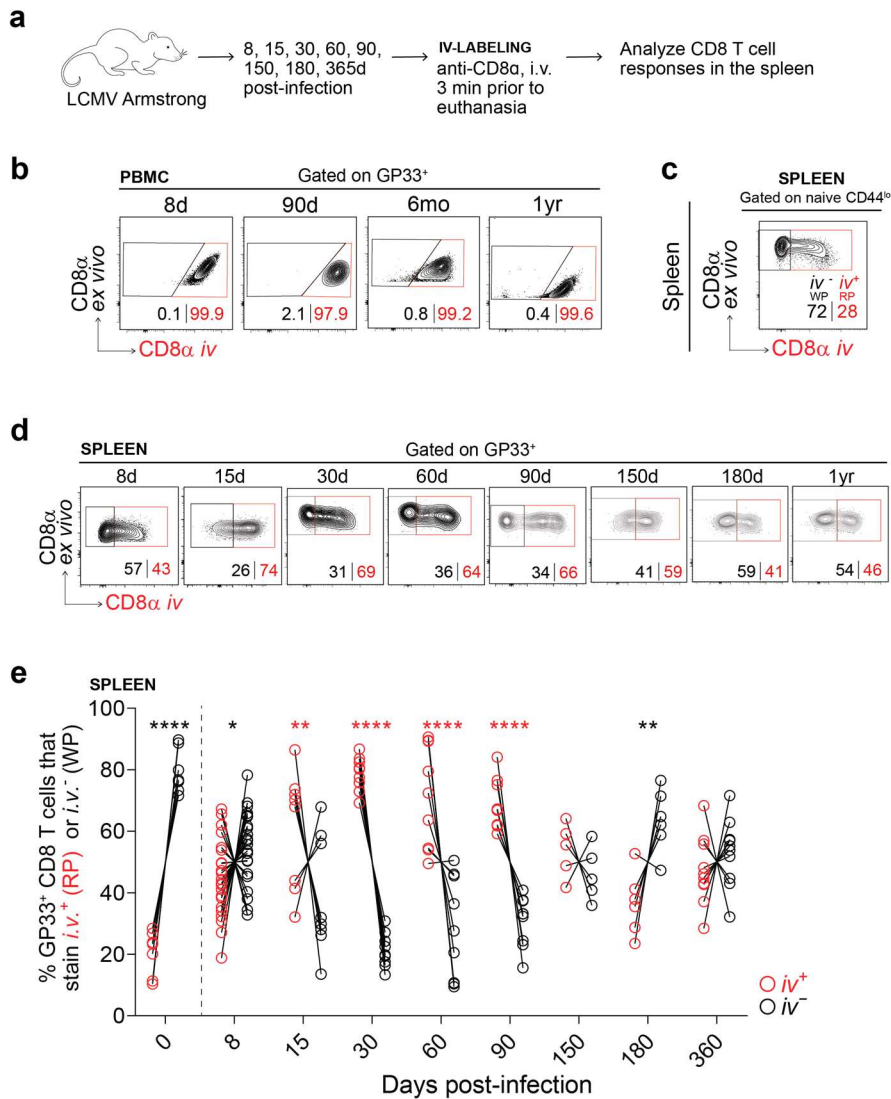 a
LCMV Armstrong
8, 15, 30, 60, 90,
150, 180, 365d
post-infection
IV-LABELING
anti-CD8α, i.v.
3 min prior to
euthanasia
Analyze CD8 T cell
responses in the spleen
b
PBMC
Gated on GP33+
8d
90d
6mo
1yr
CD8α
ex vivo
0.1|99.9
2.1|97.9
0.8|99.2
0.4|99.6
CD8α iv
c
SPLEEN
Gated on naive CD44lo
Spleen
CD8α
ex vivo
iv- iv+
WP RP
72|28
CD8α iv
d
SPLEEN
Gated on GP33+
8d
15d
30d
60d
90d
150d
180d
1yr
CD8α
ex vivo
57|43
26|74
31|69
36|64
34|66
41|59
59|41
54|46
CD8α iv
e
SPLEEN
% GP33+ CD8 T cells that
stain i.v.+ (RP) or i.v.- (WP)
100
80
60
40
20
0
****
*
**
****
****
****
**
0
8
15
30
60
90
150
180
360
Days post-infection
iv+
iv−